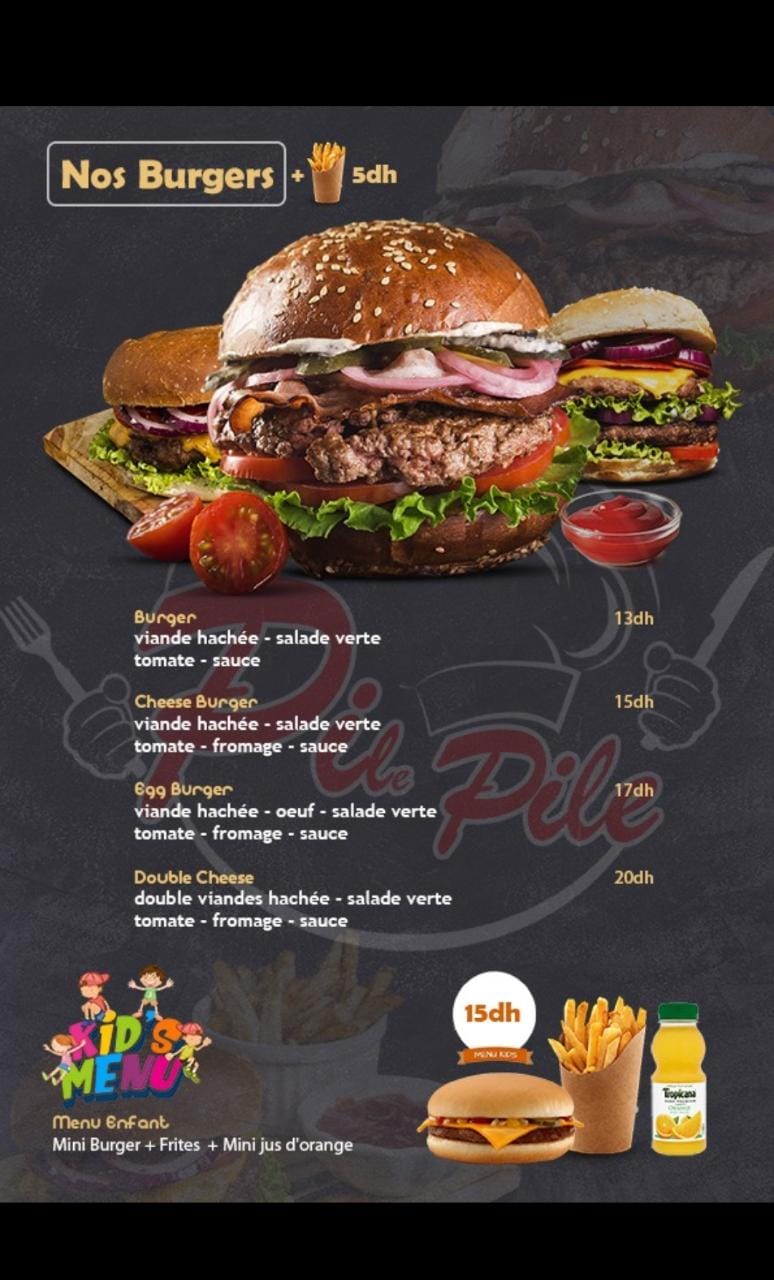 Nos Burgers + 5dh
Burger 13dh
viande hachée - salade verte
tomate - sauce
Cheese Burger 15dh
viande hachée - salade verte
tomate - fromage - sauce
Egg Burger 17dh
viande hachée - oeuf - salade verte
tomate - fromage - sauce
Double Cheese 20dh
double viandes hachée - salade verte
tomate - fromage - sauce
Pile Pile
KID'S
MENU
Menu Enfant
Mini Burger + Frites + Mini jus d'orange
15dh
MENU KIDS
Tropicana
ORANGE